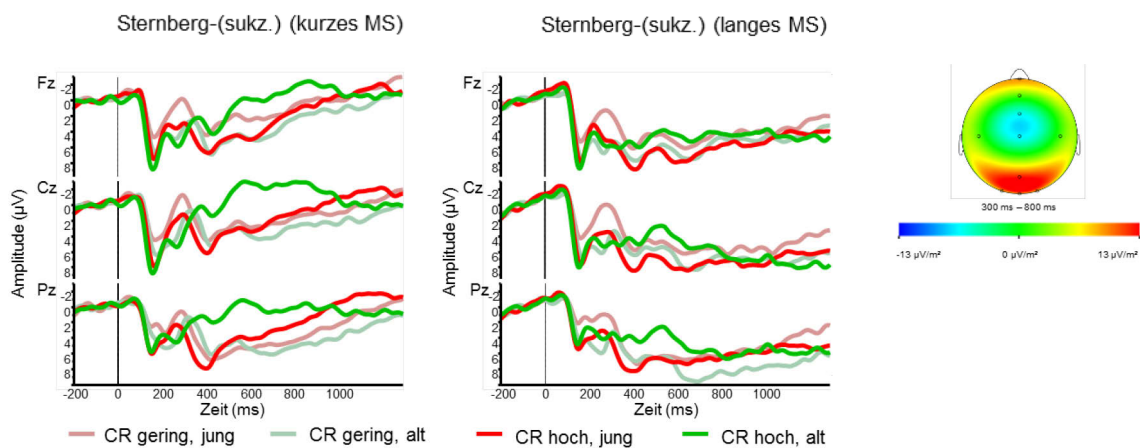 Sternberg-(sukz.) (kurzes MS)
Sternberg-(sukz.) (langes MS)
Fz
-2
0
2
4
6
8
Cz
-2
0
2
4
6
8
Pz
-2
0
2
4
6
8
Amplitude (µV)
-200 0 200 400 600 800 1000
Zeit (ms)
Fz
-2
0
2
4
6
8
Cz
-2
0
2
4
6
8
Pz
-2
0
2
4
6
8
Amplitude (µV)
-200 0 200 400 600 800 1000
Zeit (ms)
300 ms – 800 ms
-13 µV/m² 0 µV/m² 13 µV/m²
CR gering, jung CR gering, alt CR hoch, jung CR hoch, alt